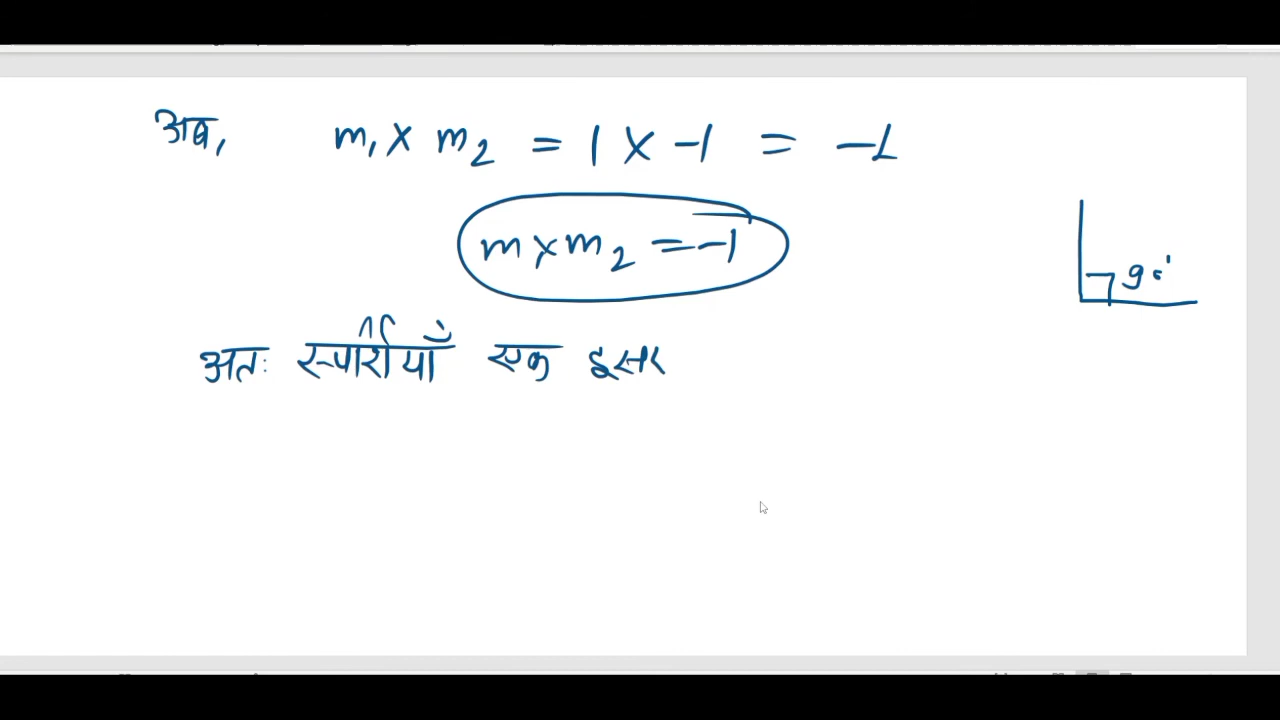 अब, m₁ × m₂ = 1 × -1 = -1
m × m₂ = -1
90°
अतः स्पर्शियाँ एक दूसरे